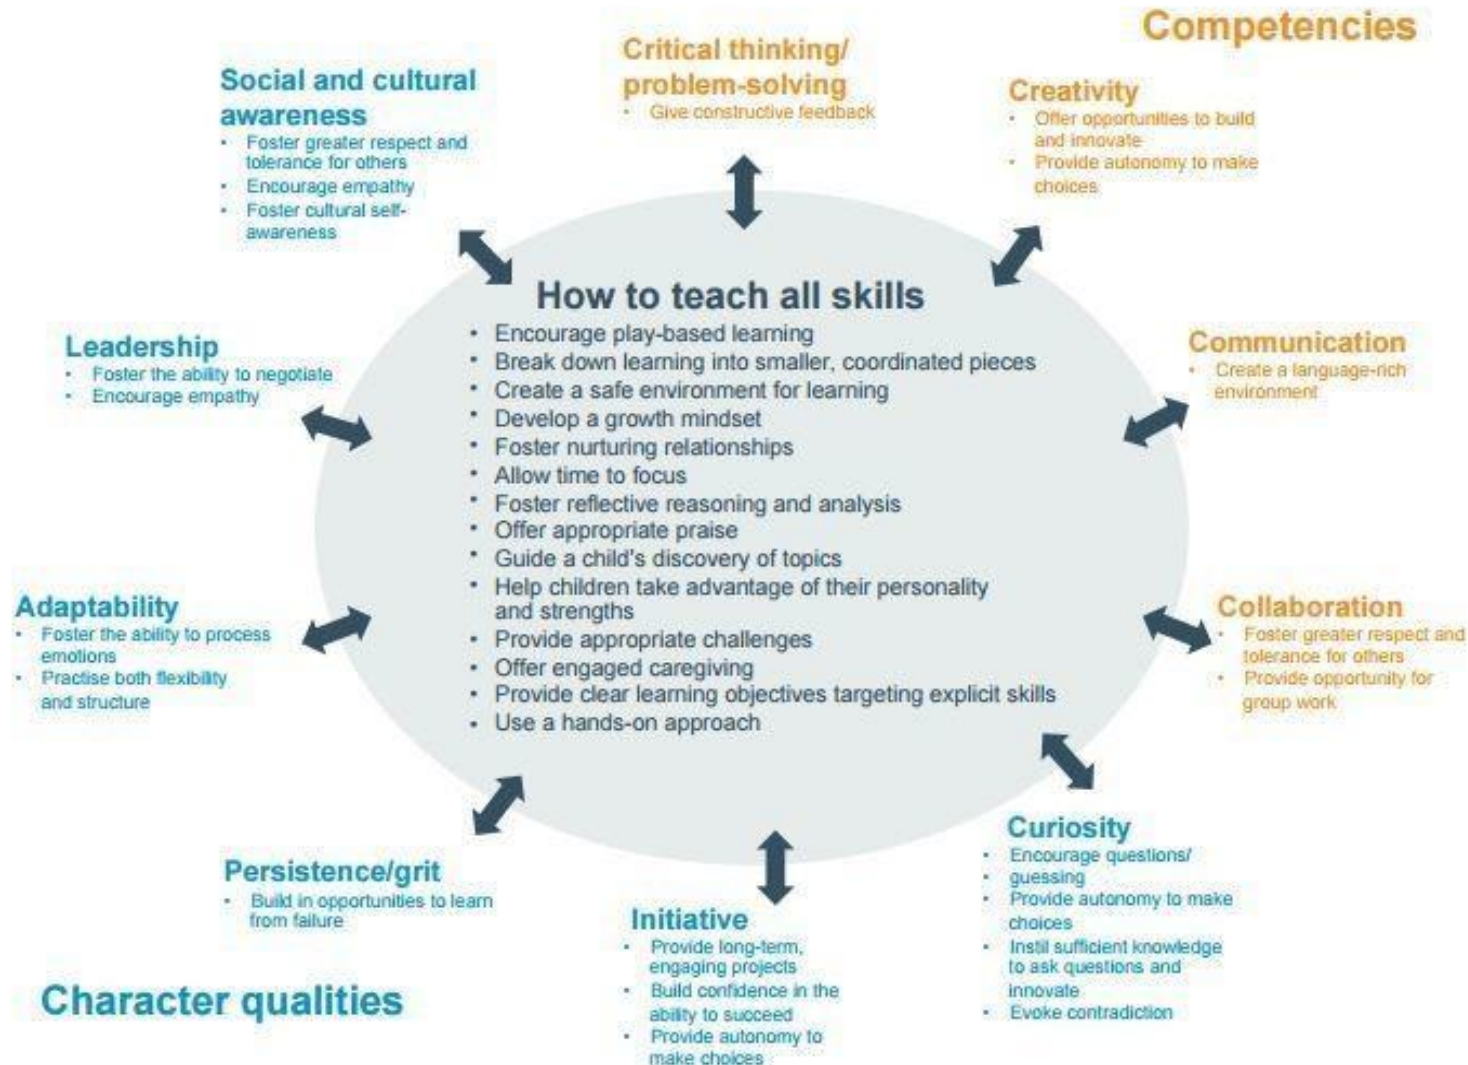 Competencies
Critical thinking/
problem-solving
• Give constructive feedback
Creativity
• Offer opportunities to build
and innovate
• Provide autonomy to make
choices
Communication
• Create a language-rich
environment
Collaboration
• Foster greater respect and
tolerance for others
• Provide opportunity for
group work
Curiosity
• Encourage questions/
• guessing
• Provide autonomy to make
choices
• Instil sufficient knowledge
to ask questions and
innovate
• Evoke contradiction
Initiative
• Provide long-term,
engaging projects
• Build confidence in the
ability to succeed
• Provide autonomy to
make choices
Persistence/grit
• Build in opportunities to learn
from failure
Adaptability
• Foster the ability to process
emotions
• Practise both flexibility
and structure
Leadership
• Foster the ability to negotiate
• Encourage empathy
Social and cultural
awareness
• Foster greater respect and
tolerance for others
• Encourage empathy
• Foster cultural self-
awareness
Character qualities
How to teach all skills
• Encourage play-based learning
• Break down learning into smaller, coordinated pieces
• Create a safe environment for learning
• Develop a growth mindset
• Foster nurturing relationships
• Allow time to focus
• Foster reflective reasoning and analysis
• Offer appropriate praise
• Guide a child's discovery of topics
• Help children take advantage of their personality
and strengths
• Provide appropriate challenges
• Offer engaged caregiving
• Provide clear learning objectives targeting explicit skills
• Use a hands-on approach